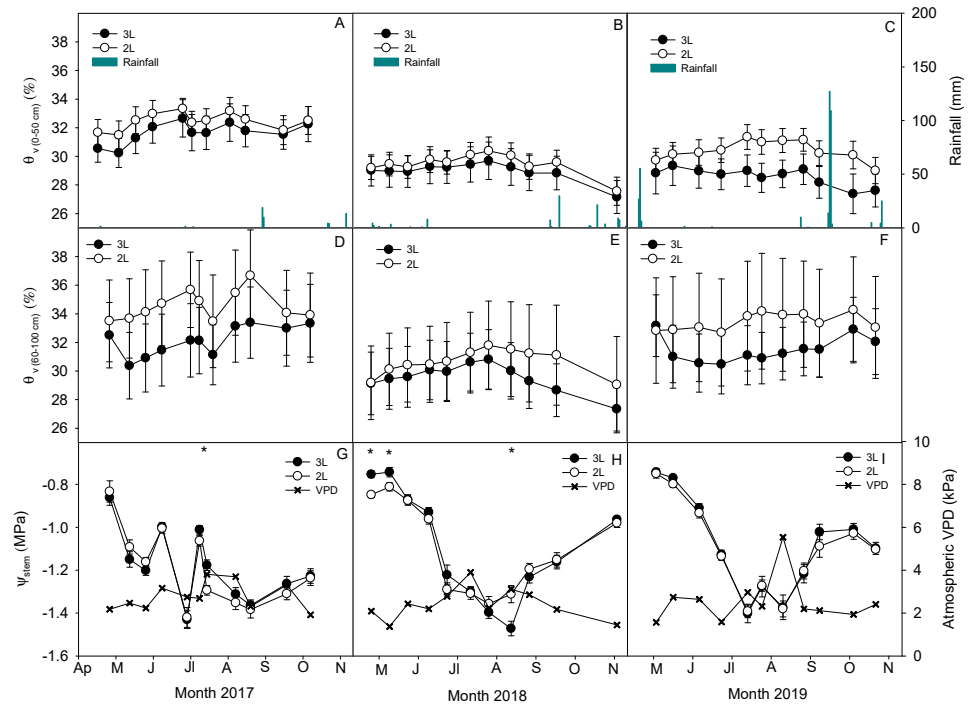 A
B
C
3L
2L
Rainfall
3L
2L
Rainfall
3L
2L
Rainfall
38
36
34
32
30
28
26
θ v (0-50 cm) (%)
200
150
100
50
0
Rainfall (mm)
D
E
F
3L
2L
3L
2L
3L
2L
36
34
32
30
28
26
θ v (60-100 cm) (%)
* G
* * * H
I
3L
2L
VPD
3L
2L
VPD
3L
2L
VPD
-0.8
-1.0
-1.2
-1.4
-1.6
Ψstem (MPa)
10
8
6
4
2
0
Atmospheric VPD (kPa)
Ap M J Jl A S O N
M J Jl A S O N
M J Jl A S O N
Month 2017
Month 2018
Month 2019